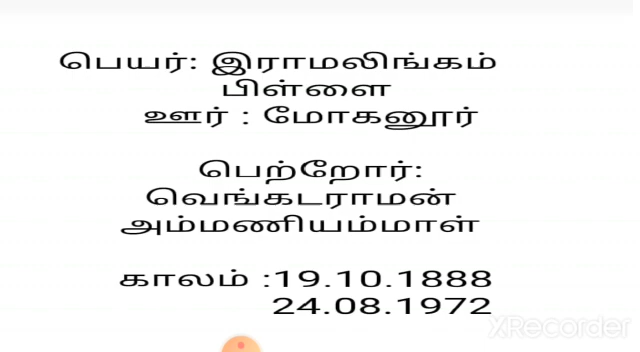 பெயர்: இராமலிங்கம்
பிள்ளை
ஊர் : மோகனூர்
பெற்றோர்:
வெங்கடராமன்
அம்மணியம்மாள்
காலம் :19.10.1888
24.08.1972
XRecorder